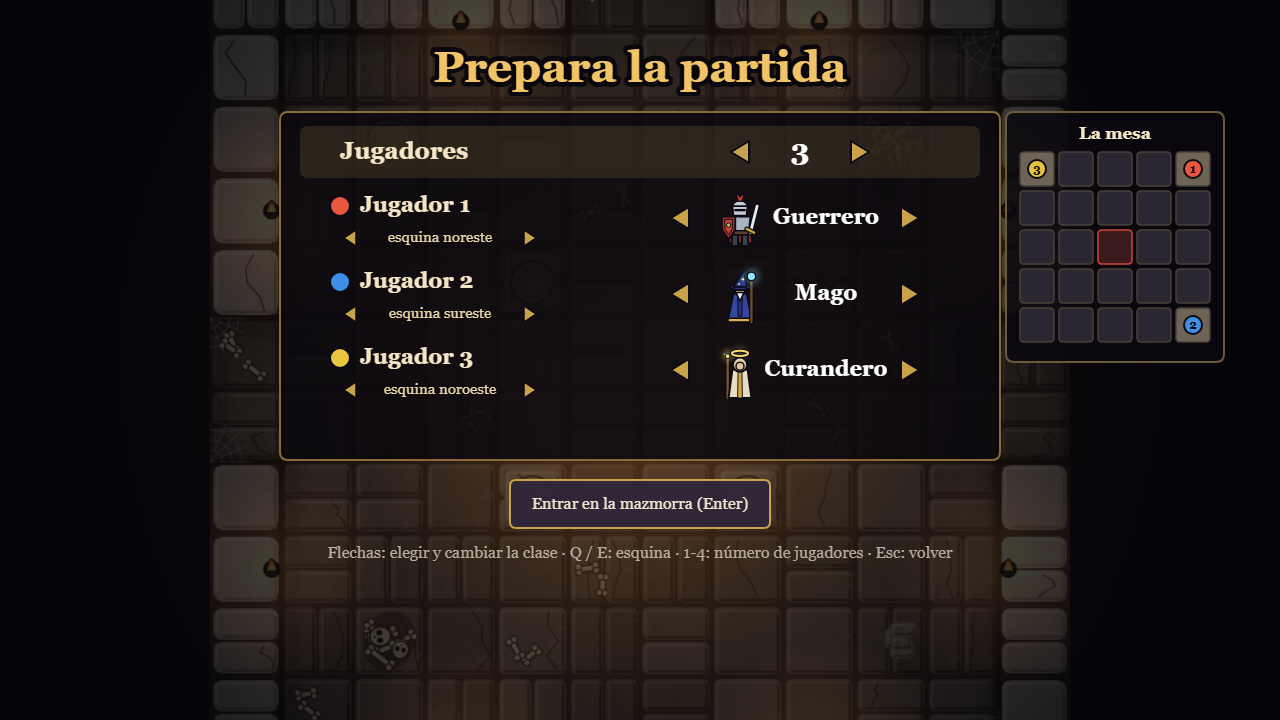 Prepara la partida
Jugadores
3
La mesa
3
1
Jugador 1
Guerrero
esquina noreste
Jugador 2
Mago
esquina sureste
2
Jugador 3
Curandero
esquina noroeste
Entrar en la mazmorra (Enter)
Flechas: elegir y cambiar la clase · Q / E: esquina · 1-4: número de jugadores · Esc: volver